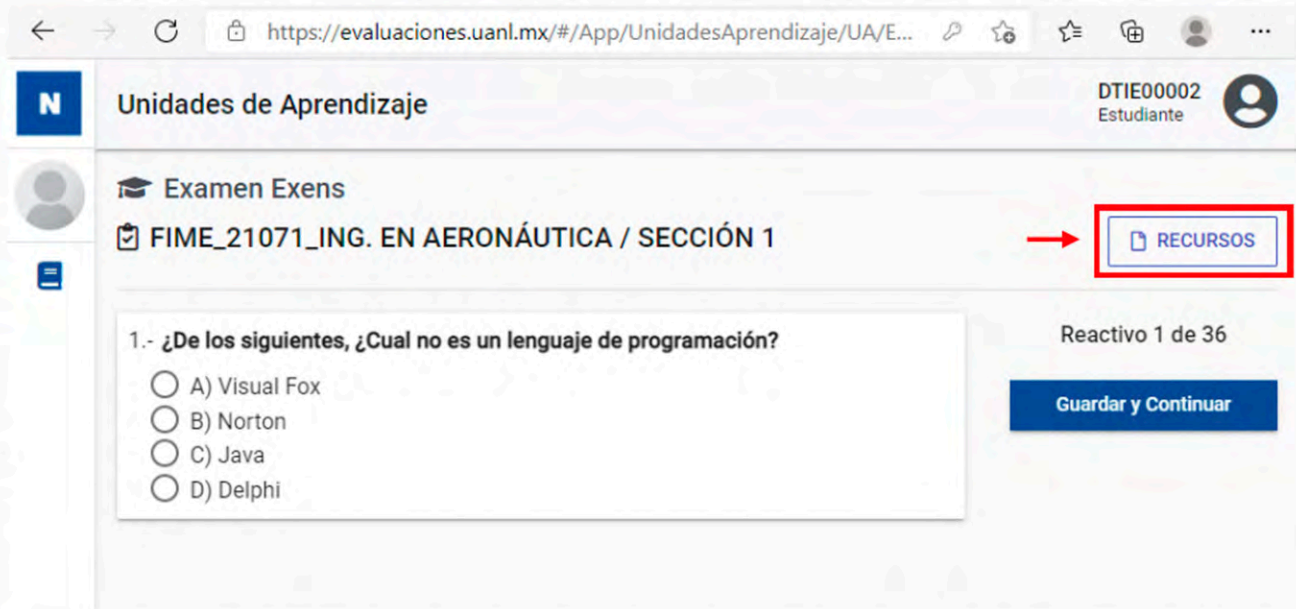 https://evaluaciones.uanl.mx/#/App/UnidadesAprendizaje/UA/E...
N
Unidades de Aprendizaje
DTIE00002
Estudiante
Examen Exens
FIME_21071_ING. EN AERONÁUTICA / SECCIÓN 1
RECURSOS
1.- ¿De los siguientes, ¿Cual no es un lenguaje de programación?
A) Visual Fox
B) Norton
C) Java
D) Delphi
Reactivo 1 de 36
Guardar y Continuar